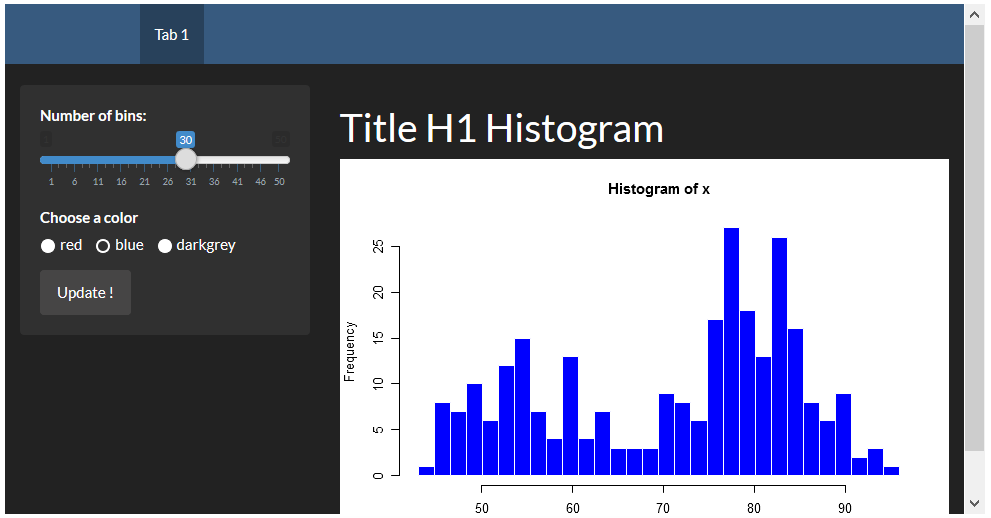 Tab 1
Number of bins:
30
1 6 11 16 21 26 31 36 41 46 50
Choose a color
red blue darkgrey
Update !
Title H1 Histogram
Histogram of x
Frequency
25
20
15
10
5
0
50 60 70 80 90